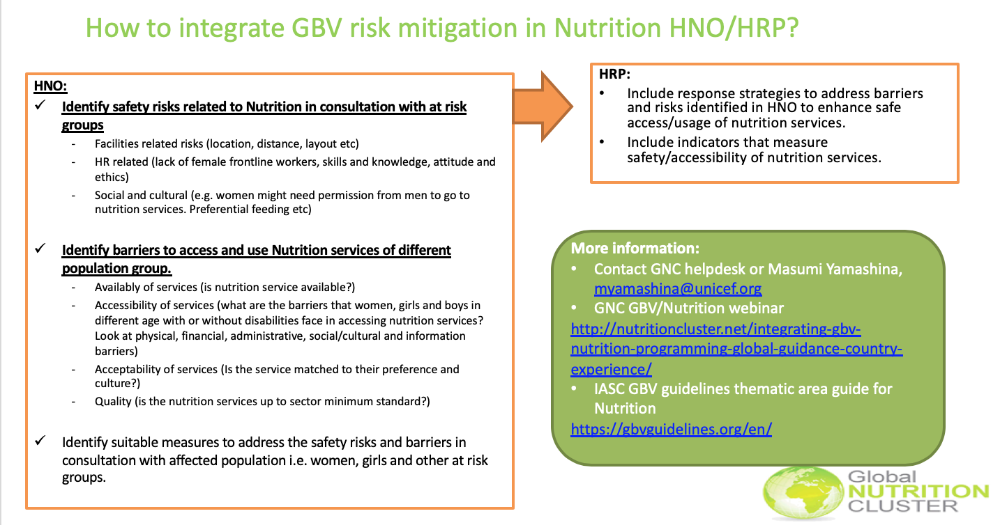 How to integrate GBV risk mitigation in Nutrition HNO/HRP?
HNO:
✓ Identify safety risks related to Nutrition in consultation with at risk
groups
- Facilities related risks (location, distance, layout etc)
- HR related (lack of female frontline workers, skills and knowledge, attitude and
ethics)
- Social and cultural (e.g. women might need permission from men to go to
nutrition services. Preferential feeding etc)
✓ Identify barriers to access and use Nutrition services of different
population group.
- Availably of services (is nutrition service available?)
- Accessibility of services (what are the barriers that women, girls and boys in
different age with or without disabilities face in accessing nutrition services?
Look at physical, financial, administrative, social/cultural and information
barriers)
- Acceptability of services (Is the service matched to their preference and
culture?)
- Quality (is the nutrition services up to sector minimum standard?)
✓ Identify suitable measures to address the safety risks and barriers in
consultation with affected population i.e. women, girls and other at risk
groups.
HRP:
• Include response strategies to address barriers
and risks identified in HNO to enhance safe
access/usage of nutrition services.
• Include indicators that measure
safety/accessibility of nutrition services.
More information:
• Contact GNC helpdesk or Masumi Yamashina,
myamashina@unicef.org
• GNC GBV/Nutrition webinar
http://nutritioncluster.net/integrating-gbv-
nutrition-programming-global-guidance-country-
experience/
• IASC GBV guidelines thematic area guide for
Nutrition
https://gbvguidelines.org/en/
Global
NUTRITION
CLUSTER